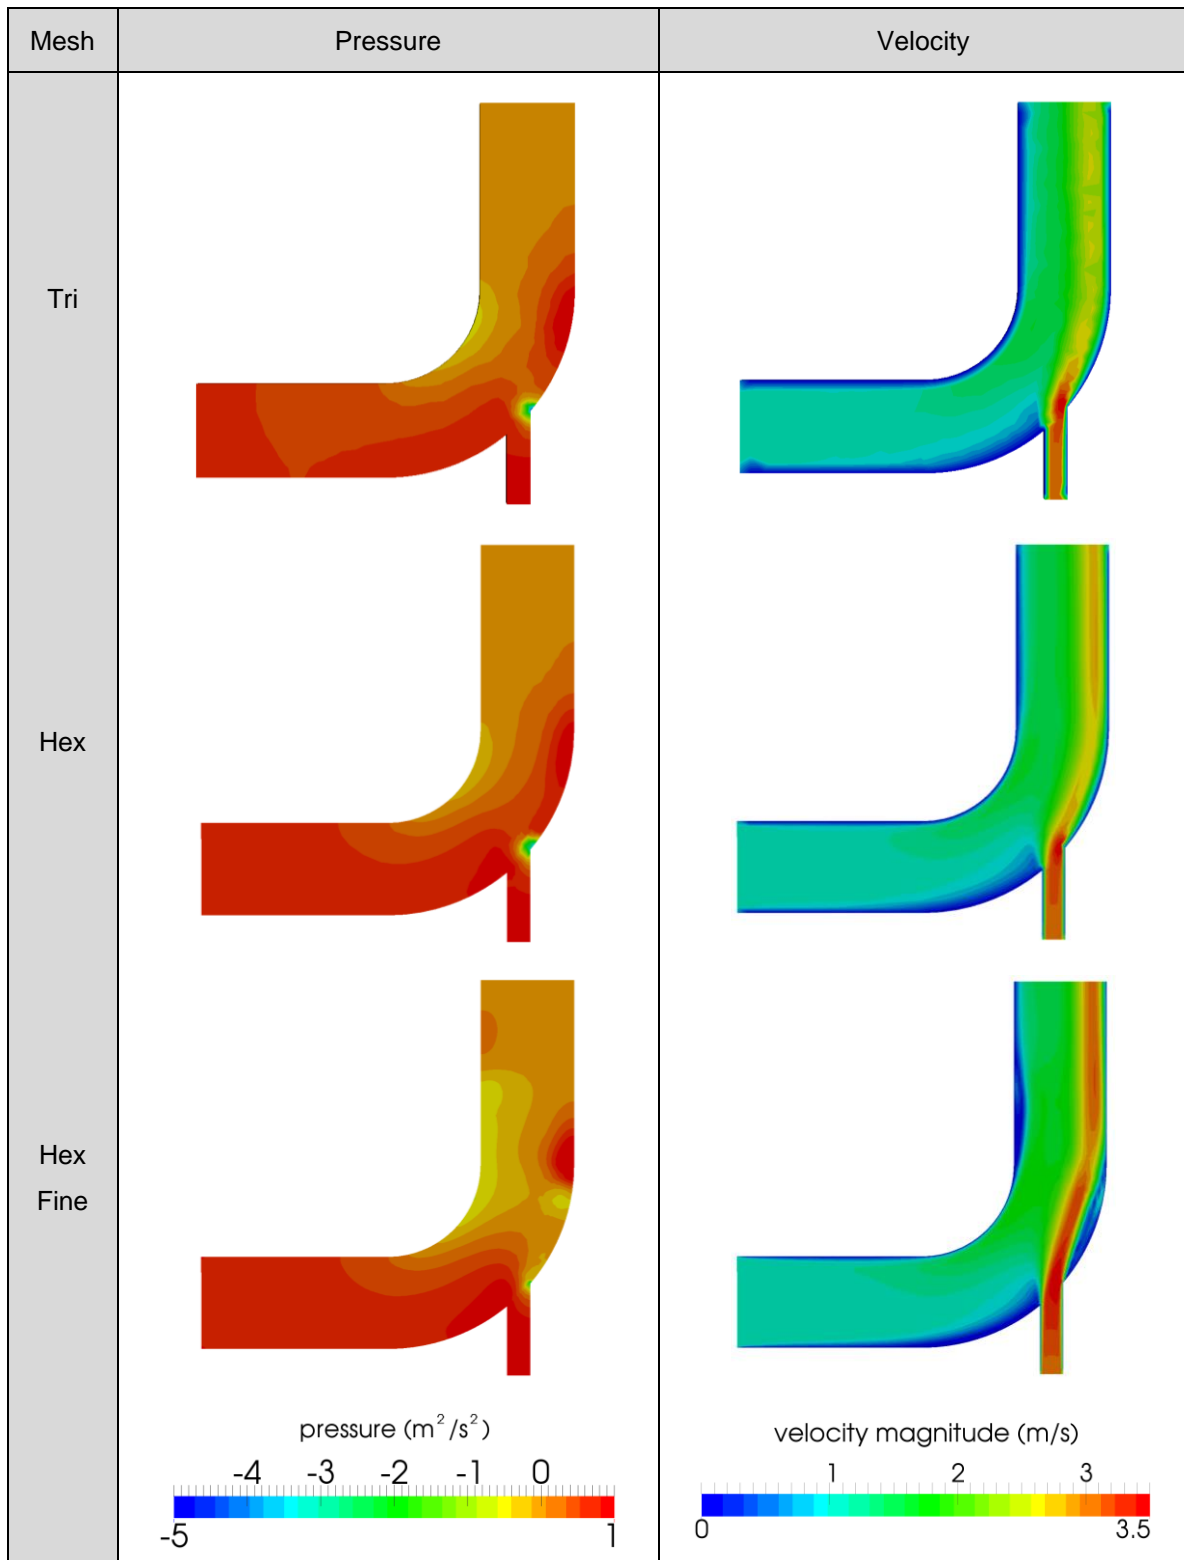 Mesh Pressure Velocity
Tri
Hex
Hex
Fine
pressure (m²/s²)
-4 -3 -2 -1 0
-5 1
velocity magnitude (m/s)
1 2 3
0 3.5